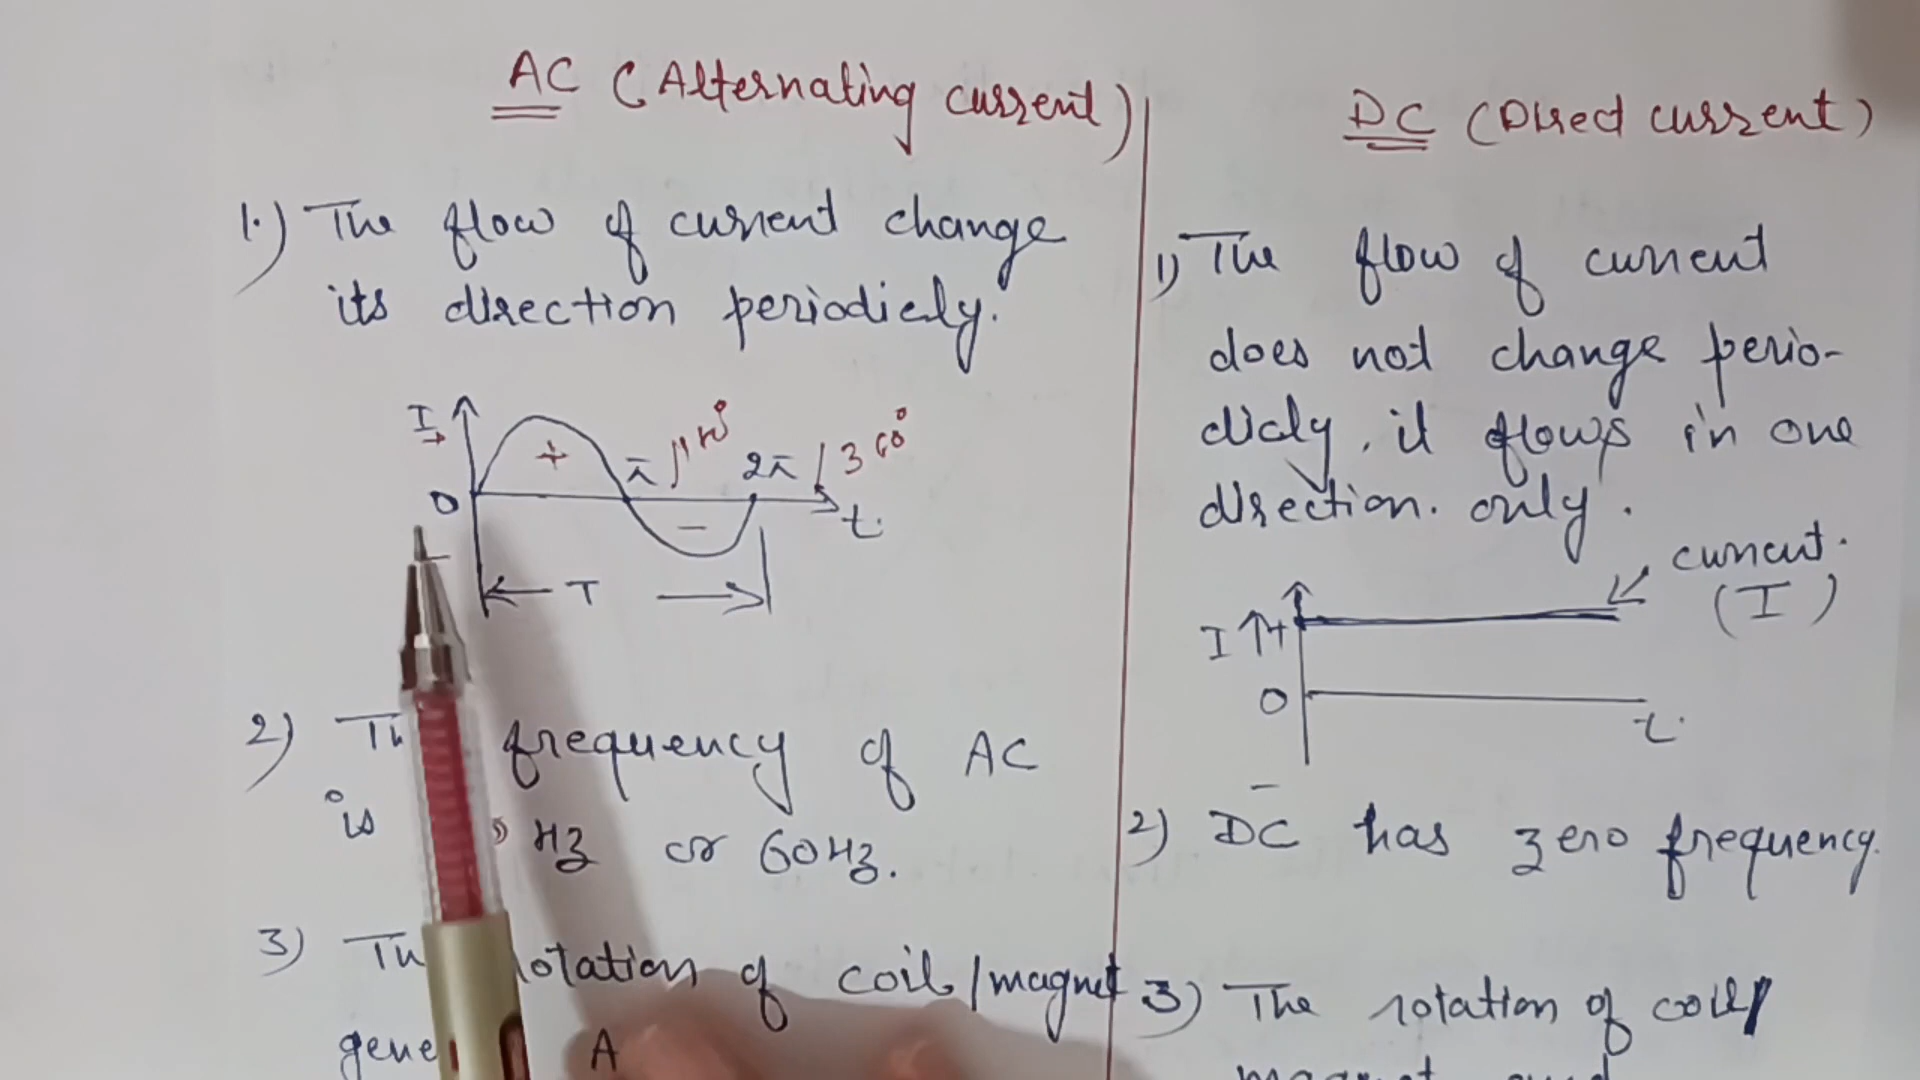 AC (Alternating current)
1.) The flow of current change
its direction periodicly.
I
+
π
2π / 360°
0
-
t.
T
2) frequency of AC
is Hz or 60Hz.
3) of coil/magnet
A
DC (Direct current)
1) The flow of current
does not change perio-
dicly, it flows in one
direction. only.
current.
(I)
I ↑+
0
t.
-
2) DC has zero frequency.
3) The rotation of coil/